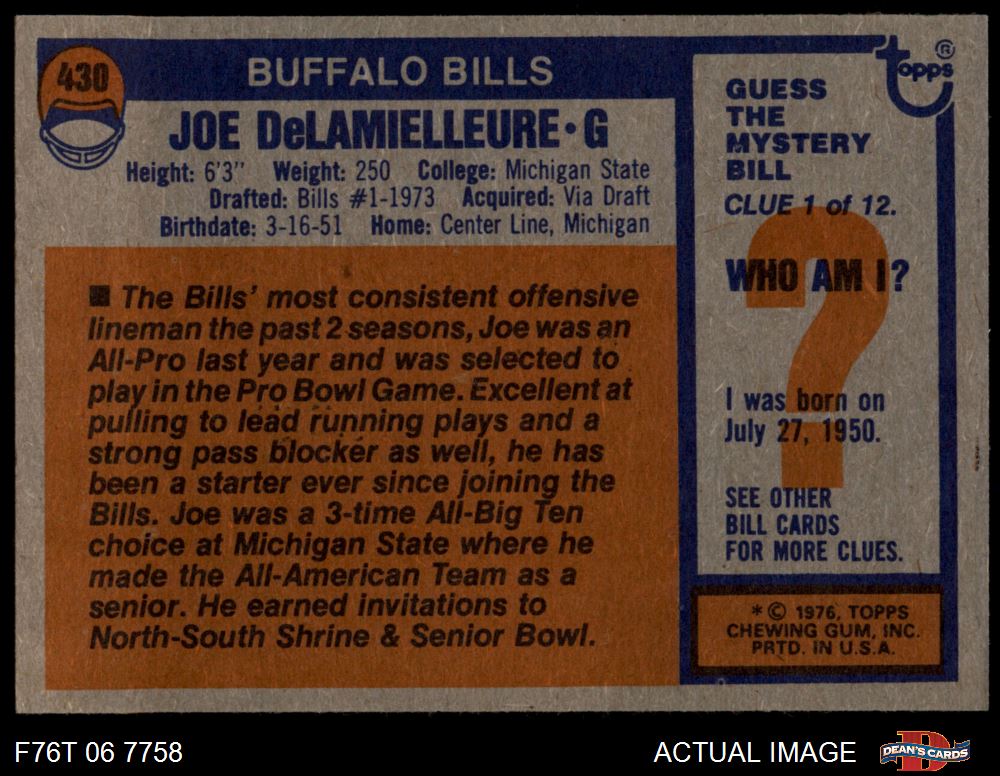 430
BUFFALO BILLS
JOE DeLAMIELLEURE•G
Height: 6'3" Weight: 250 College: Michigan State
Drafted: Bills #1-1973 Acquired: Via Draft
Birthdate: 3-16-51 Home: Center Line, Michigan
■ The Bills' most consistent offensive
lineman the past 2 seasons, Joe was an
All-Pro last year and was selected to
play in the Pro Bowl Game. Excellent at
pulling to lead running plays and a
strong pass blocker as well, he has
been a starter ever since joining the
Bills. Joe was a 3-time All-Big Ten
choice at Michigan State where he
made the All-American Team as a
senior. He earned invitations to
North-South Shrine & Senior Bowl.
topps ®
GUESS
THE
MYSTERY
BILL
CLUE 1 of 12.
?
WHO AM I?
I was born on
July 27, 1950.
SEE OTHER
BILL CARDS
FOR MORE CLUES.
* © 1976, TOPPS
CHEWING GUM, INC.
PRTD. IN U.S.A.
F76T 06 7758
ACTUAL IMAGE
D
DEAN'S CARDS